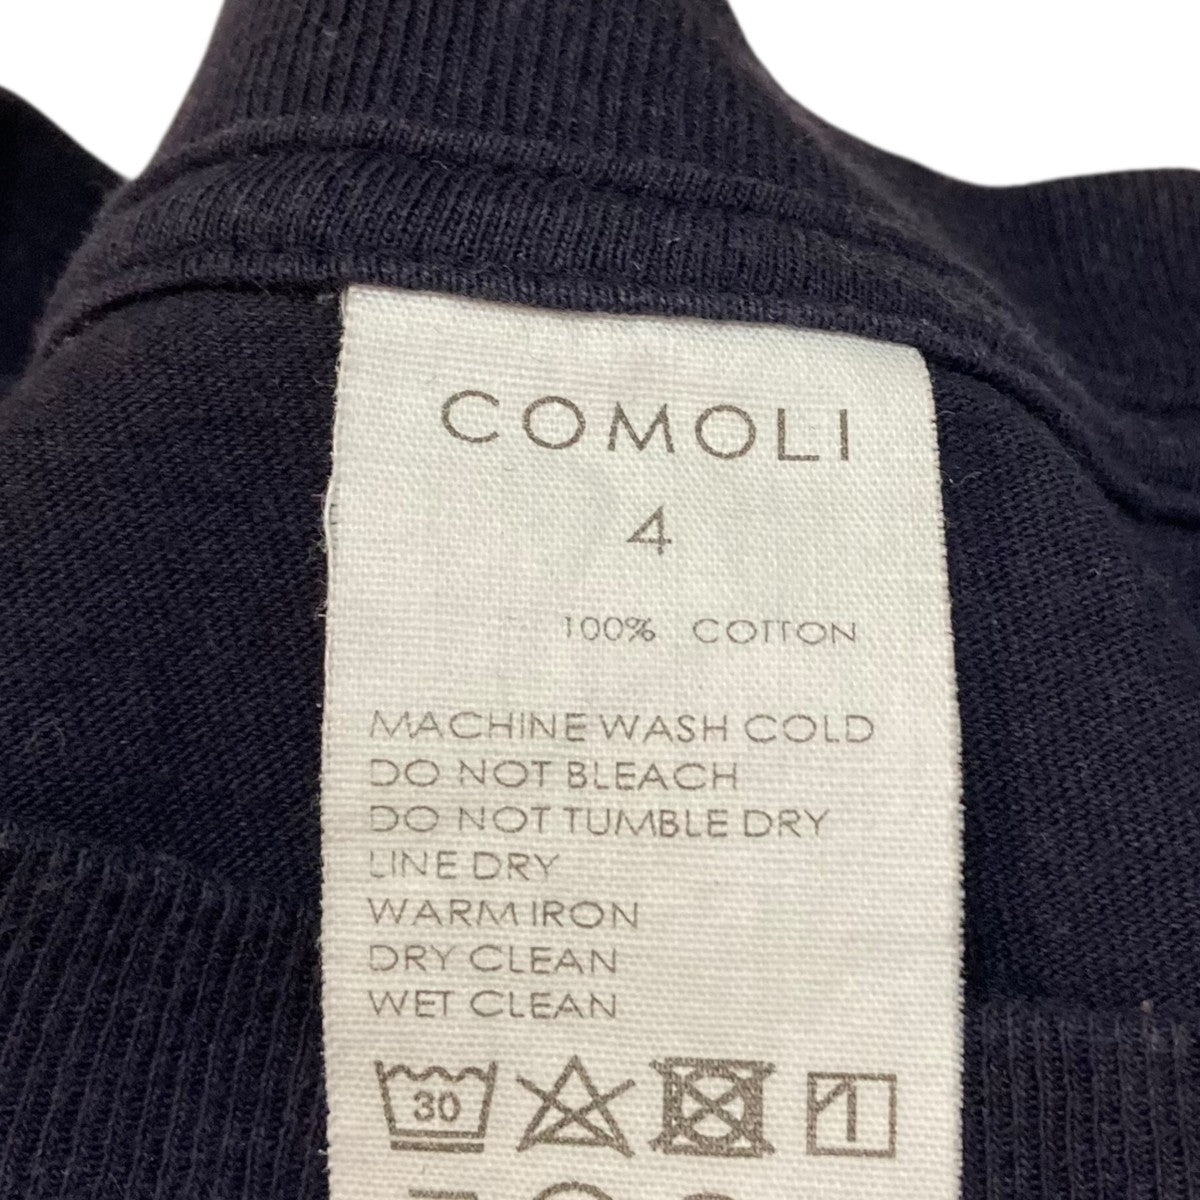 COMOLI
4
100% COTTON
MACHINE WASH COLD
DO NOT BLEACH
DO NOT TUMBLE DRY
LINE DRY
WARM IRON
DRY CLEAN
WET CLEAN
30